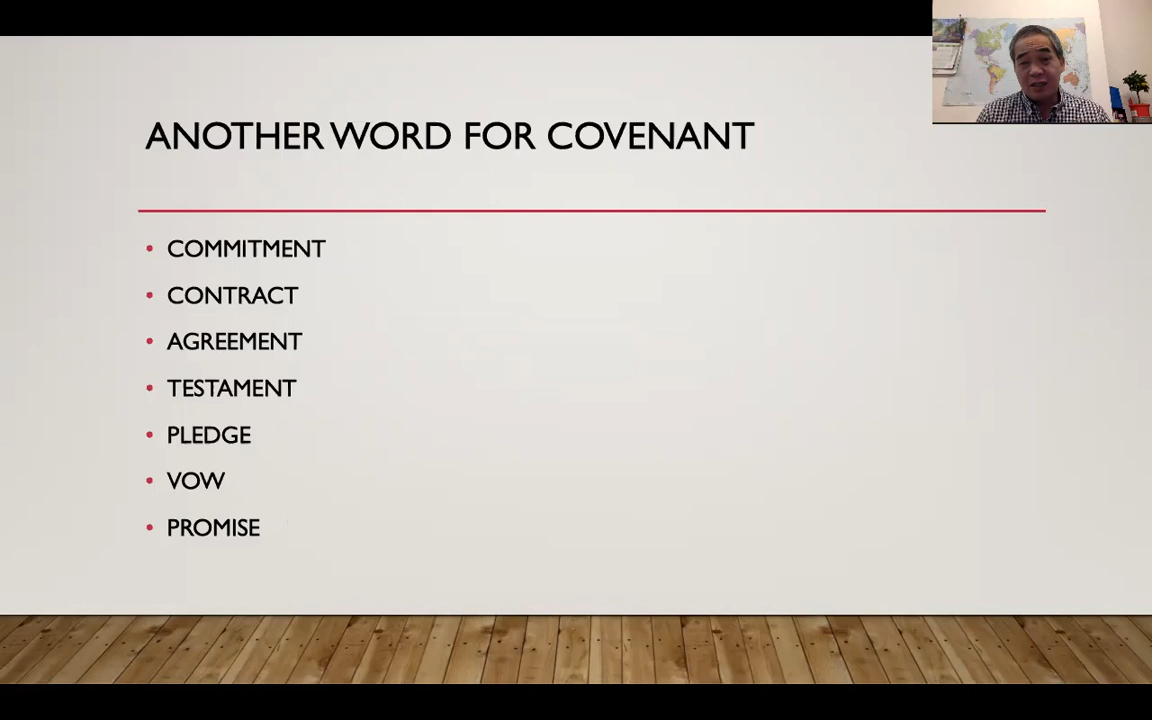 ANOTHER WORD FOR COVENANT
• COMMITMENT
• CONTRACT
• AGREEMENT
• TESTAMENT
• PLEDGE
• VOW
• PROMISE